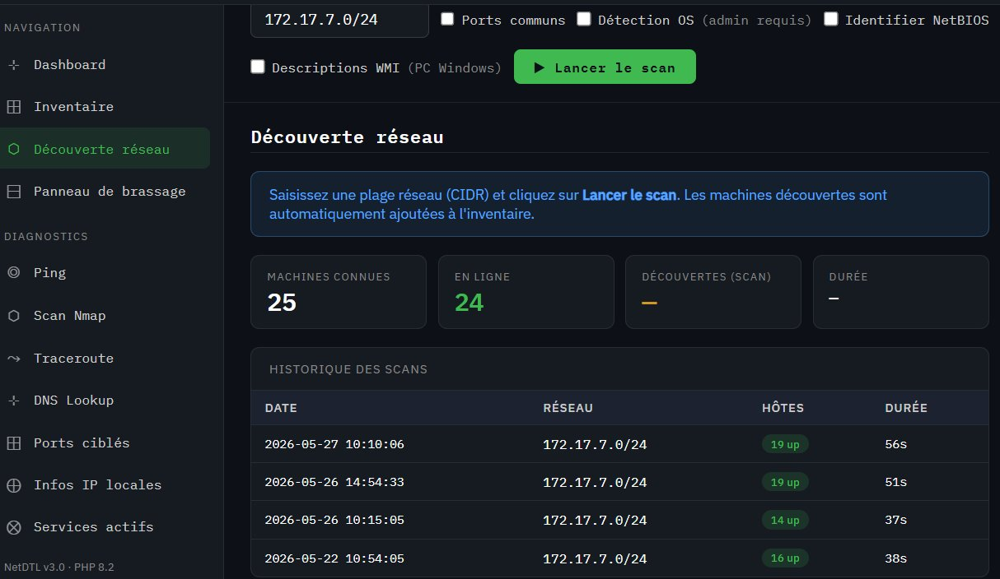 NAVIGATION
Dashboard
Inventaire
Découverte réseau
Panneau de brassage
DIAGNOSTICS
Ping
Scan Nmap
Traceroute
DNS Lookup
Ports ciblés
Infos IP locales
Services actifs
NetDTL v3.0 · PHP 8.2
172.17.7.0/24
Ports communs
Détection OS (admin requis)
Identifier NetBIOS
Descriptions WMI (PC Windows)
▶ Lancer le scan
Découverte réseau
Saisissez une plage réseau (CIDR) et cliquez sur Lancer le scan. Les machines découvertes sont
automatiquement ajoutées à l'inventaire.
MACHINES CONNUES
25
EN LIGNE
24
DÉCOUVERTES (SCAN)
—
DURÉE
—
HISTORIQUE DES SCANS
DATE RÉSEAU HÔTES DURÉE
2026-05-27 10:10:06 172.17.7.0/24 19 up 56s
2026-05-26 14:54:33 172.17.7.0/24 19 up 51s
2026-05-26 10:15:05 172.17.7.0/24 14 up 37s
2026-05-22 10:54:05 172.17.7.0/24 16 up 38s